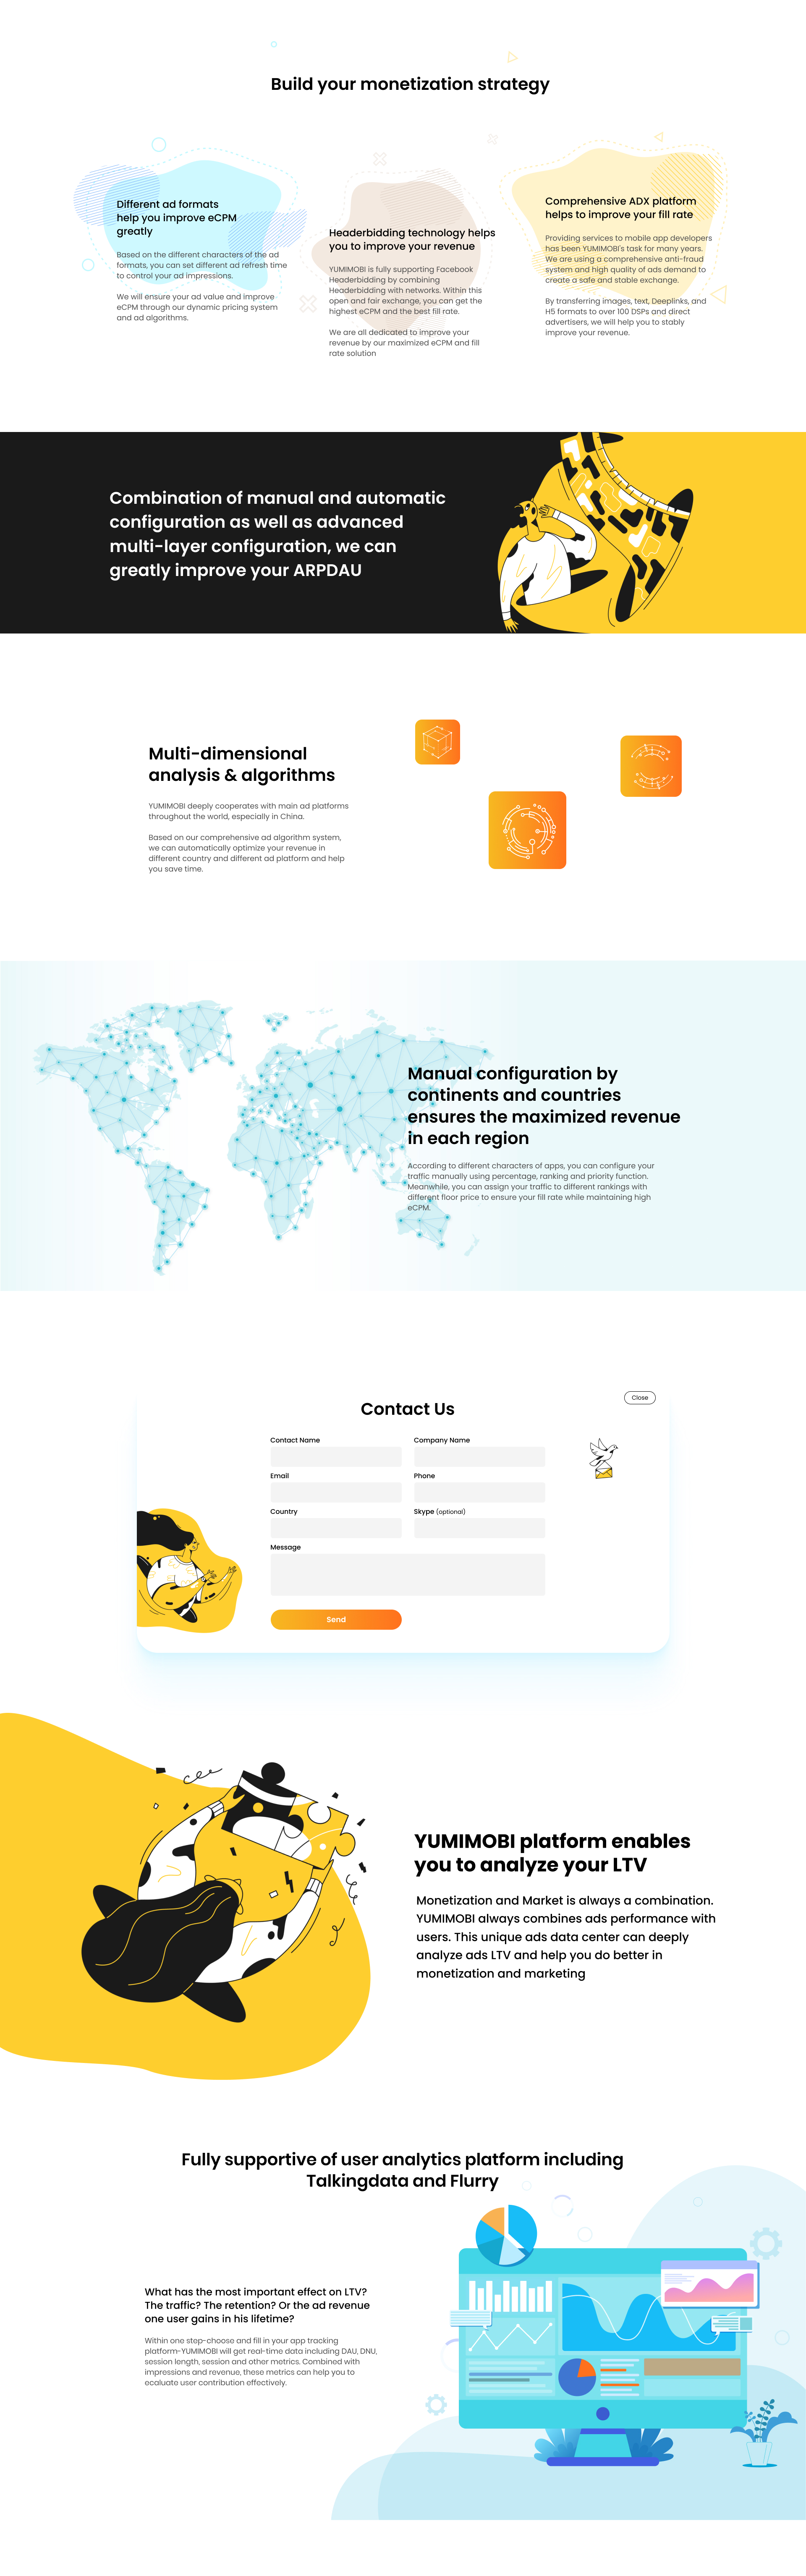 Build your monetization strategy
Different ad formats
help you improve eCPM
greatly
Based on the different characters of the ad
formats, you can set different ad refresh time
to control your ad impressions.
We will ensure your ad value and improve
eCPM through our dynamic pricing system
and ad algorithms.
Headerbidding technology helps
you to improve your revenue
YUMIMOBI is fully supporting Facebook
Headerbidding by combining
Headerbidding with networks. Within this
open and fair exchange, you can get the
highest eCPM and the best fill rate.
We are all dedicated to improve your
revenue by our maximized eCPM and fill
rate solution
Comprehensive ADX platform
helps to improve your fill rate
Providing services to mobile app developers
has been YUMIMOBI's task for many years.
We are using a comprehensive anti-fraud
system and high quality of ads demand to
create a safe and stable exchange.
By transferring images, text, Deeplinks, and
H5 formats to over 100 DSPs and direct
advertisers, we will help you to stably
improve your revenue.
Combination of manual and automatic
configuration as well as advanced
multi-layer configuration, we can
greatly improve your ARPDAU
Multi-dimensional
analysis & algorithms
YUMIMOBI deeply cooperates with main ad platforms
throughout the world, especially in China.
Based on our comprehensive ad algorithm system,
we can automatically optimize your revenue in
different country and different ad platform and help
you save time.
Manual configuration by
continents and countries
ensures the maximized revenue
in each region
According to different characters of apps, you can configure your
traffic manually using percentage, ranking and priority function.
Meanwhile, you can assign your traffic to different rankings with
different floor price to ensure your fill rate while maintaining high
eCPM.
Close
Contact Us
Contact Name
Company Name
Email
Phone
Country
Skype (optional)
Message
Send
YUMIMOBI platform enables
you to analyze your LTV
Monetization and Market is always a combination.
YUMIMOBI always combines ads performance with
users. This unique ads data center can deeply
analyze ads LTV and help you do better in
monetization and marketing
Fully supportive of user analytics platform including
Talkingdata and Flurry
What has the most important effect on LTV?
The traffic? The retention? Or the ad revenue
one user gains in his lifetime?
Within one step-choose and fill in your app tracking
platform-YUMIMOBI will get real-time data including DAU, DNU,
session length, session and other metrics. Combined with
impressions and revenue, these metrics can help you to
ecaluate user contribution effectively.